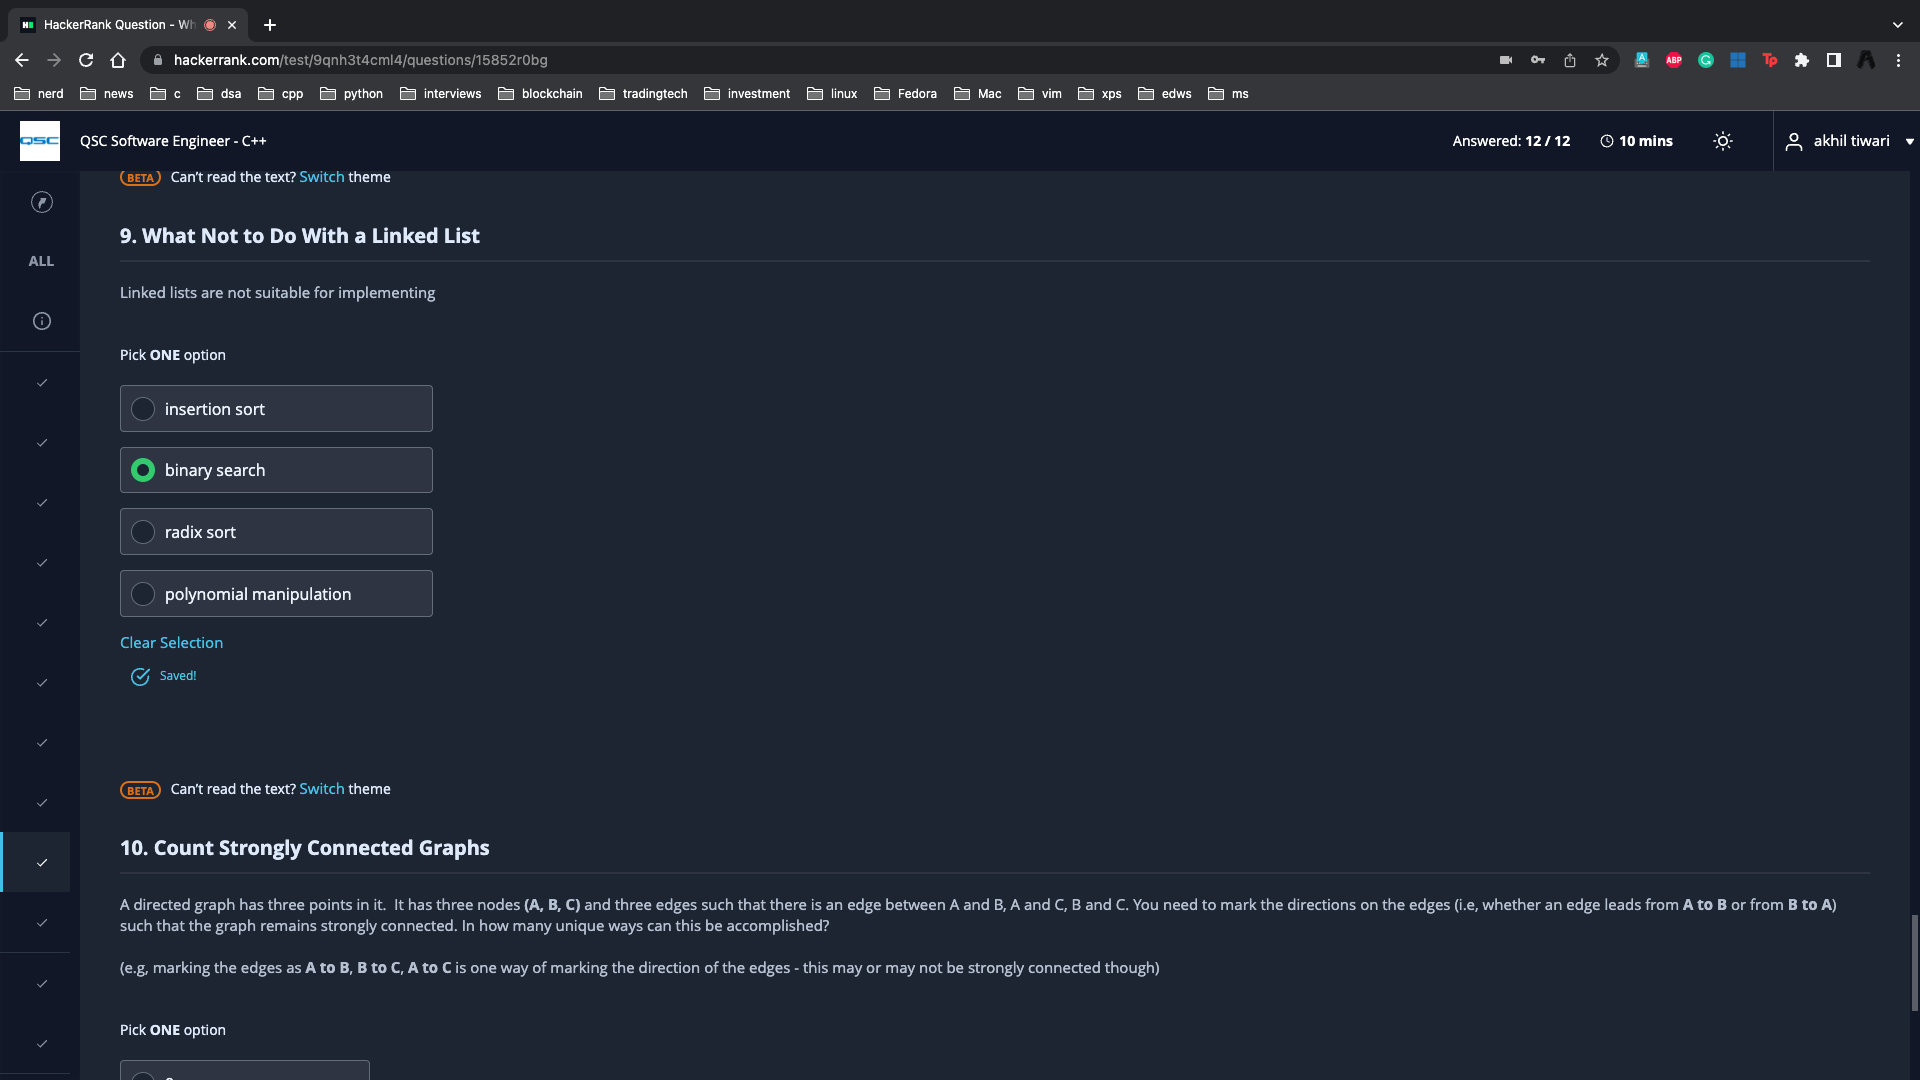 HackerRank Question - Wh
hackerrank.com/test/9qnh3t4cml4/questions/15852r0bg
ABP
Tp
nerd
news
c
dsa
cpp
python
interviews
blockchain
tradingtech
investment
linux
Fedora
Mac
vim
xps
edws
ms
QSC
QSC Software Engineer - C++
Answered: 12 / 12
10 mins
akhil tiwari
ALL
BETA Can't read the text? Switch theme
9. What Not to Do With a Linked List
Linked lists are not suitable for implementing
Pick ONE option
insertion sort
binary search
radix sort
polynomial manipulation
Clear Selection
Saved!
BETA Can't read the text? Switch theme
10. Count Strongly Connected Graphs
A directed graph has three points in it. It has three nodes (A, B, C) and three edges such that there is an edge between A and B, A and C, B and C. You need to mark the directions on the edges (i.e, whether an edge leads from A to B or from B to A)
such that the graph remains strongly connected. In how many unique ways can this be accomplished?
(e.g, marking the edges as A to B, B to C, A to C is one way of marking the direction of the edges - this may or may not be strongly connected though)
Pick ONE option